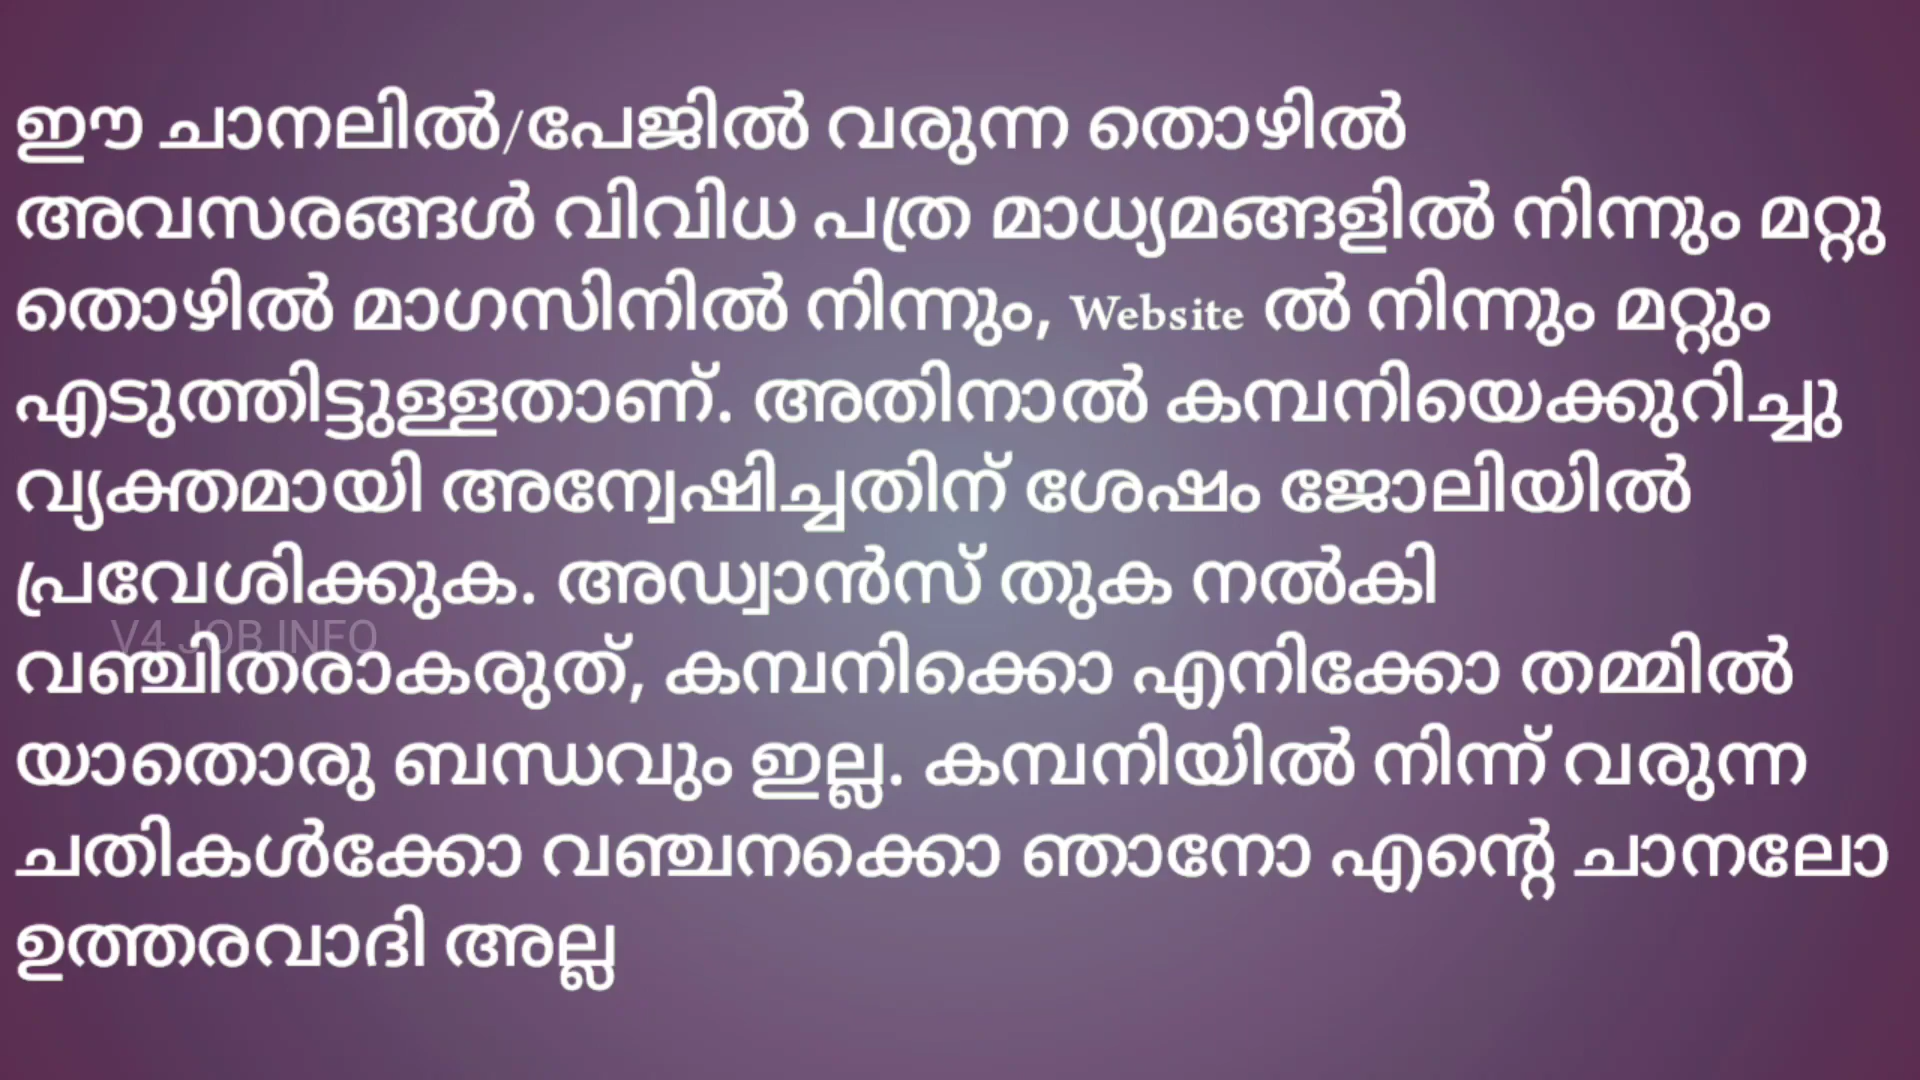 ഈ ചാനലിൽ/പേജിൽ വരുന്ന തൊഴിൽ
അവസരങ്ങൾ വിവിധ പത്ര മാധ്യമങ്ങളിൽ നിന്നും മറ്റു
തൊഴിൽ മാഗസിനിൽ നിന്നും, Website ൽ നിന്നും മറ്റും
എടുത്തിട്ടുള്ളതാണ്. അതിനാൽ കമ്പനിയെക്കുറിച്ചു
വ്യക്തമായി അന്വേഷിച്ചതിന് ശേഷം ജോലിയിൽ
പ്രവേശിക്കുക. അഡ്വാൻസ് തുക നൽകി
V4 JOB INFO
വഞ്ചിതരാകരുത്, കമ്പനിക്കൊ എനിക്കോ തമ്മിൽ
യാതൊരു ബന്ധവും ഇല്ല. കമ്പനിയിൽ നിന്ന് വരുന്ന
ചതികൾക്കോ വഞ്ചനക്കൊ ഞാനോ എന്റെ ചാനലോ
ഉത്തരവാദി അല്ല